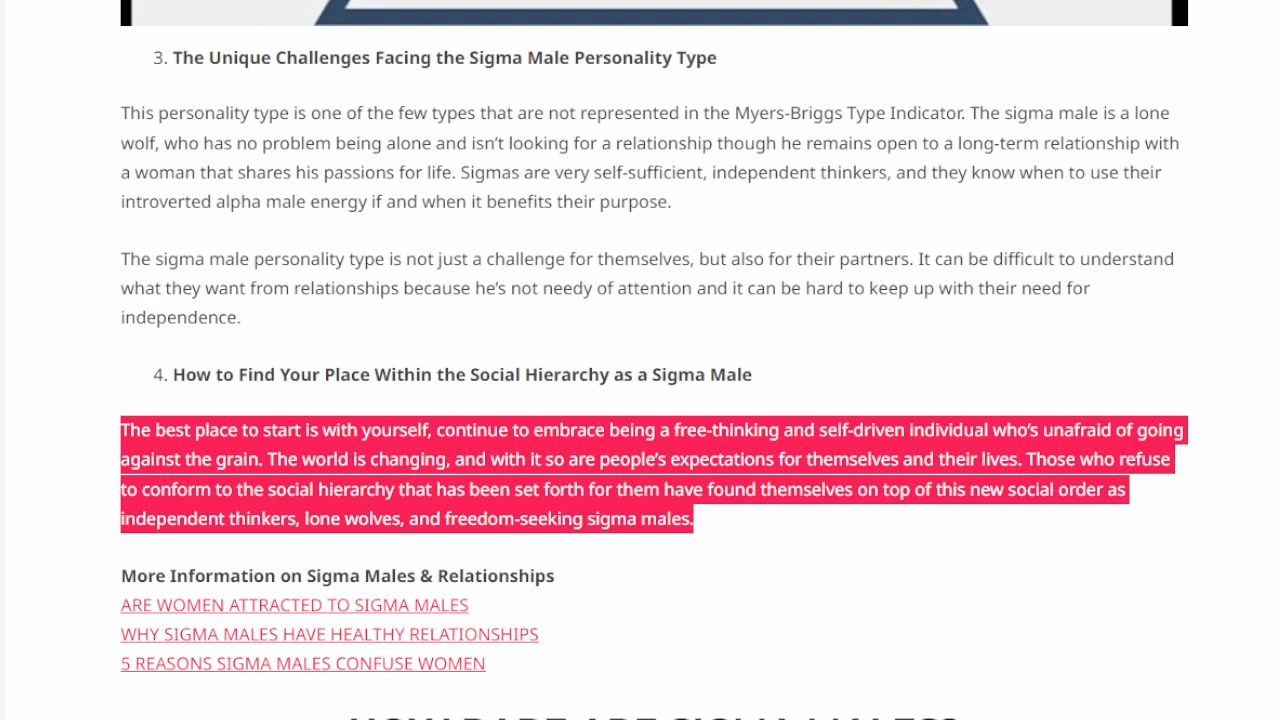 3. The Unique Challenges Facing the Sigma Male Personality Type
This personality type is one of the few types that are not represented in the Myers-Briggs Type Indicator. The sigma male is a lone
wolf, who has no problem being alone and isn’t looking for a relationship though he remains open to a long-term relationship with
a woman that shares his passions for life. Sigmas are very self-sufficient, independent thinkers, and they know when to use their
introverted alpha male energy if and when it benefits their purpose.
The sigma male personality type is not just a challenge for themselves, but also for their partners. It can be difficult to understand
what they want from relationships because he’s not needy of attention and it can be hard to keep up with their need for
independence.
4. How to Find Your Place Within the Social Hierarchy as a Sigma Male
The best place to start is with yourself, continue to embrace being a free-thinking and self-driven individual who’s unafraid of going
against the grain. The world is changing, and with it so are people’s expectations for themselves and their lives. Those who refuse
to conform to the social hierarchy that has been set forth for them have found themselves on top of this new social order as
independent thinkers, lone wolves, and freedom-seeking sigma males.
More Information on Sigma Males & Relationships
ARE WOMEN ATTRACTED TO SIGMA MALES
WHY SIGMA MALES HAVE HEALTHY RELATIONSHIPS
5 REASONS SIGMA MALES CONFUSE WOMEN